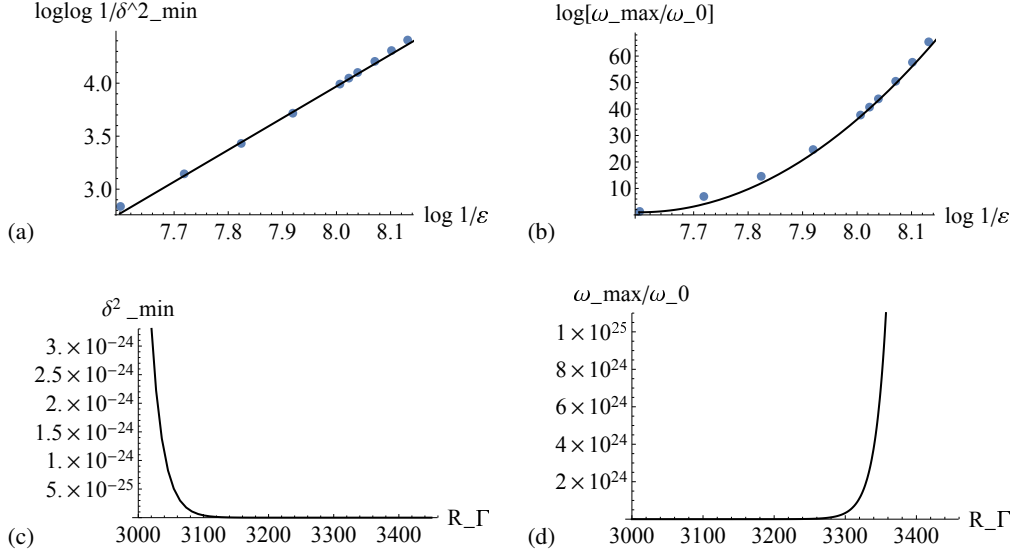 loglog 1/δ^2_min
4.0
3.5
3.0
7.7 7.8 7.9 8.0 8.1
log 1/ε
(a)
log[ω_max/ω_0]
60
50
40
30
20
10
7.7 7.8 7.9 8.0 8.1
log 1/ε
(b)
δ² _min
3. × 10⁻²⁴
2.5 × 10⁻²⁴
2. × 10⁻²⁴
1.5 × 10⁻²⁴
1. × 10⁻²⁴
5. × 10⁻²⁵
3000 3100 3200 3300 3400
R_Γ
(c)
ω_max/ω_0
1 × 10²⁵
8 × 10²⁴
6 × 10²⁴
4 × 10²⁴
2 × 10²⁴
3000 3100 3200 3300 3400
R_Γ
(d)